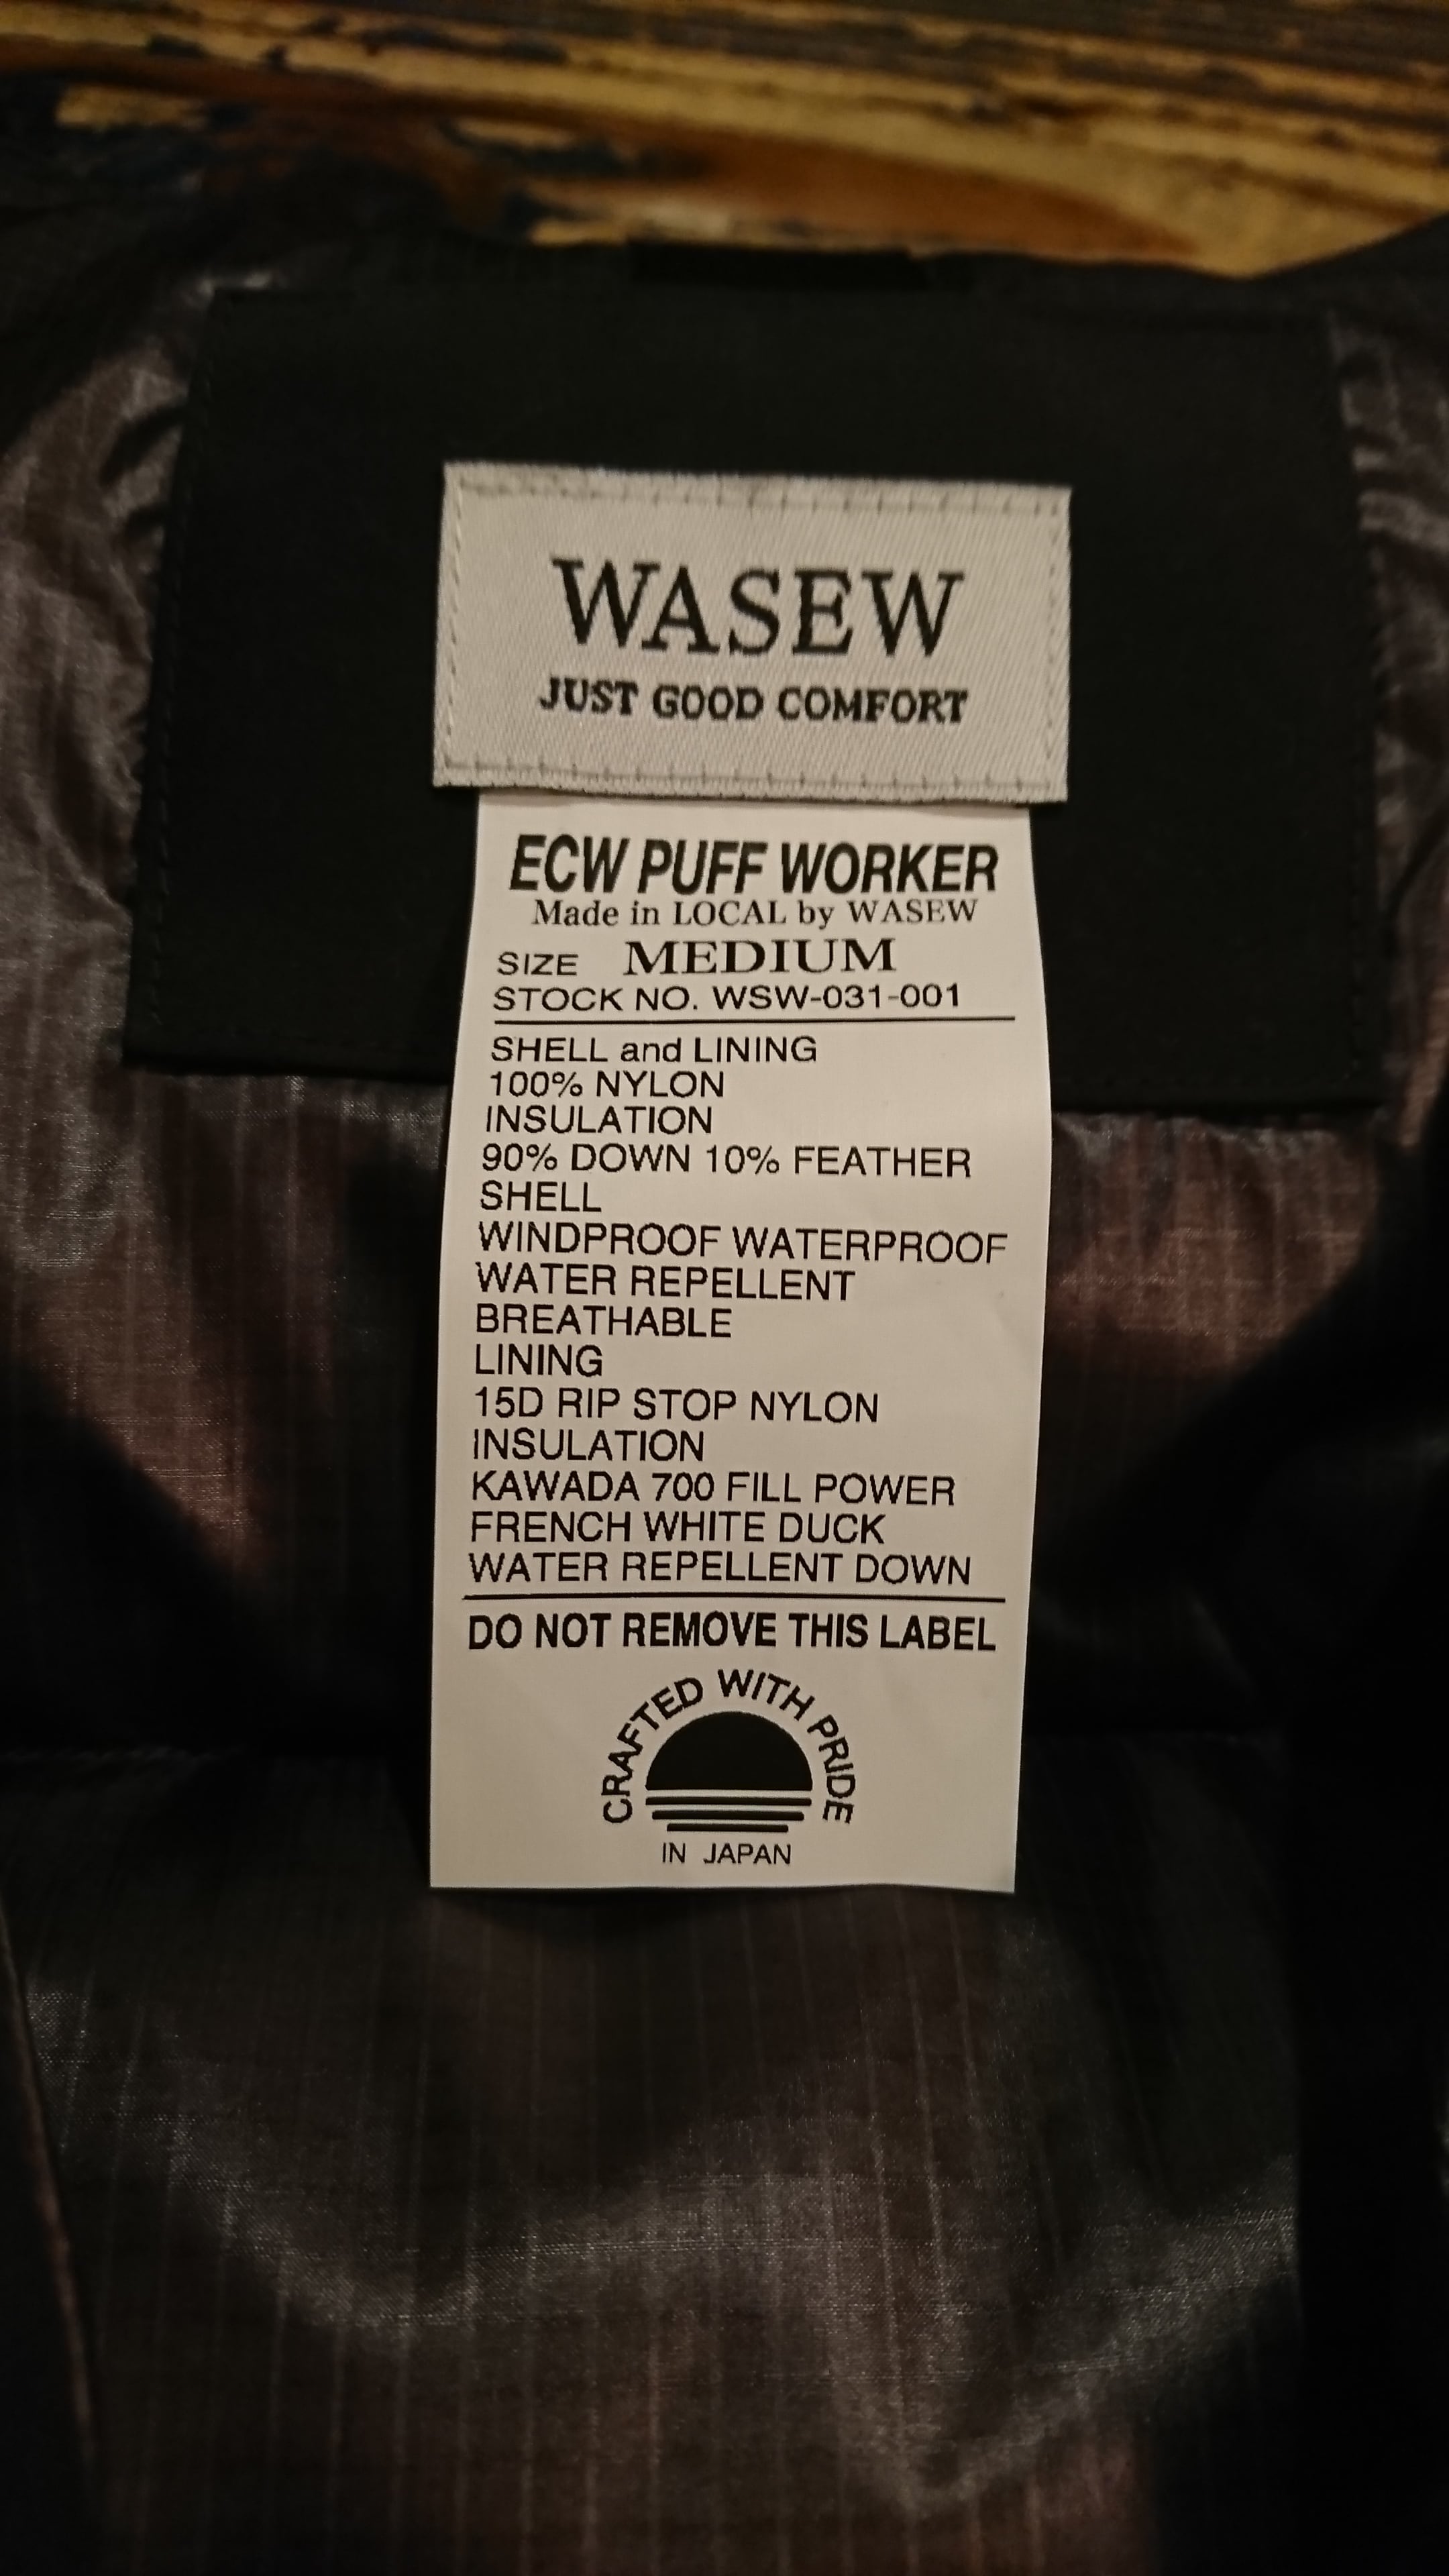 WASEW
JUST GOOD COMFORT
ECW PUFF WORKER
Made in LOCAL by WASEW
SIZE MEDIUM
STOCK NO. WSW-031-001
SHELL and LINING
100% NYLON
INSULATION
90% DOWN 10% FEATHER
SHELL
WINDPROOF WATERPROOF
WATER REPELLENT
BREATHABLE
LINING
15D RIP STOP NYLON
INSULATION
KAWADA 700 FILL POWER
FRENCH WHITE DUCK
WATER REPELLENT DOWN
DO NOT REMOVE THIS LABEL
CRAFTED WITH PRIDE
IN JAPAN